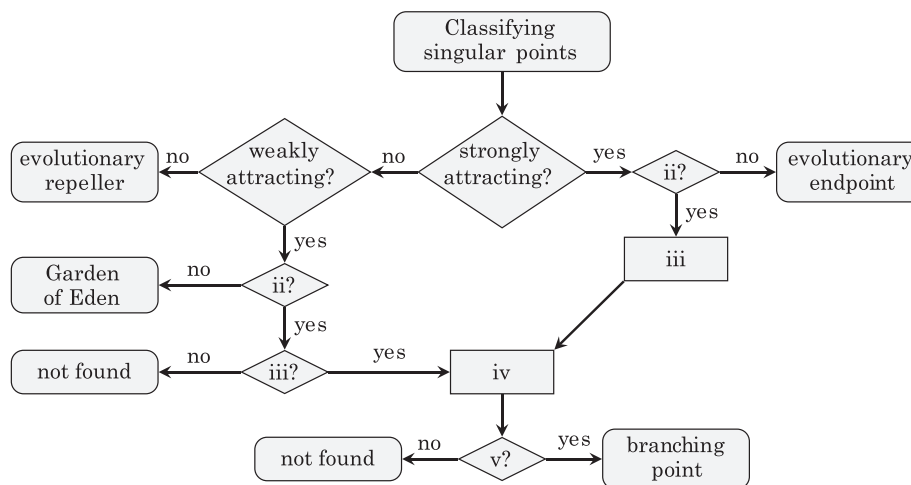 Classifying
singular points
evolutionary
repeller
no
weakly
attracting?
no
strongly
attracting?
yes
ii?
no
evolutionary
endpoint
yes
yes
iii
Garden
of Eden
no
ii?
yes
not found
no
iii?
yes
iv
not found
no
v?
yes
branching
point